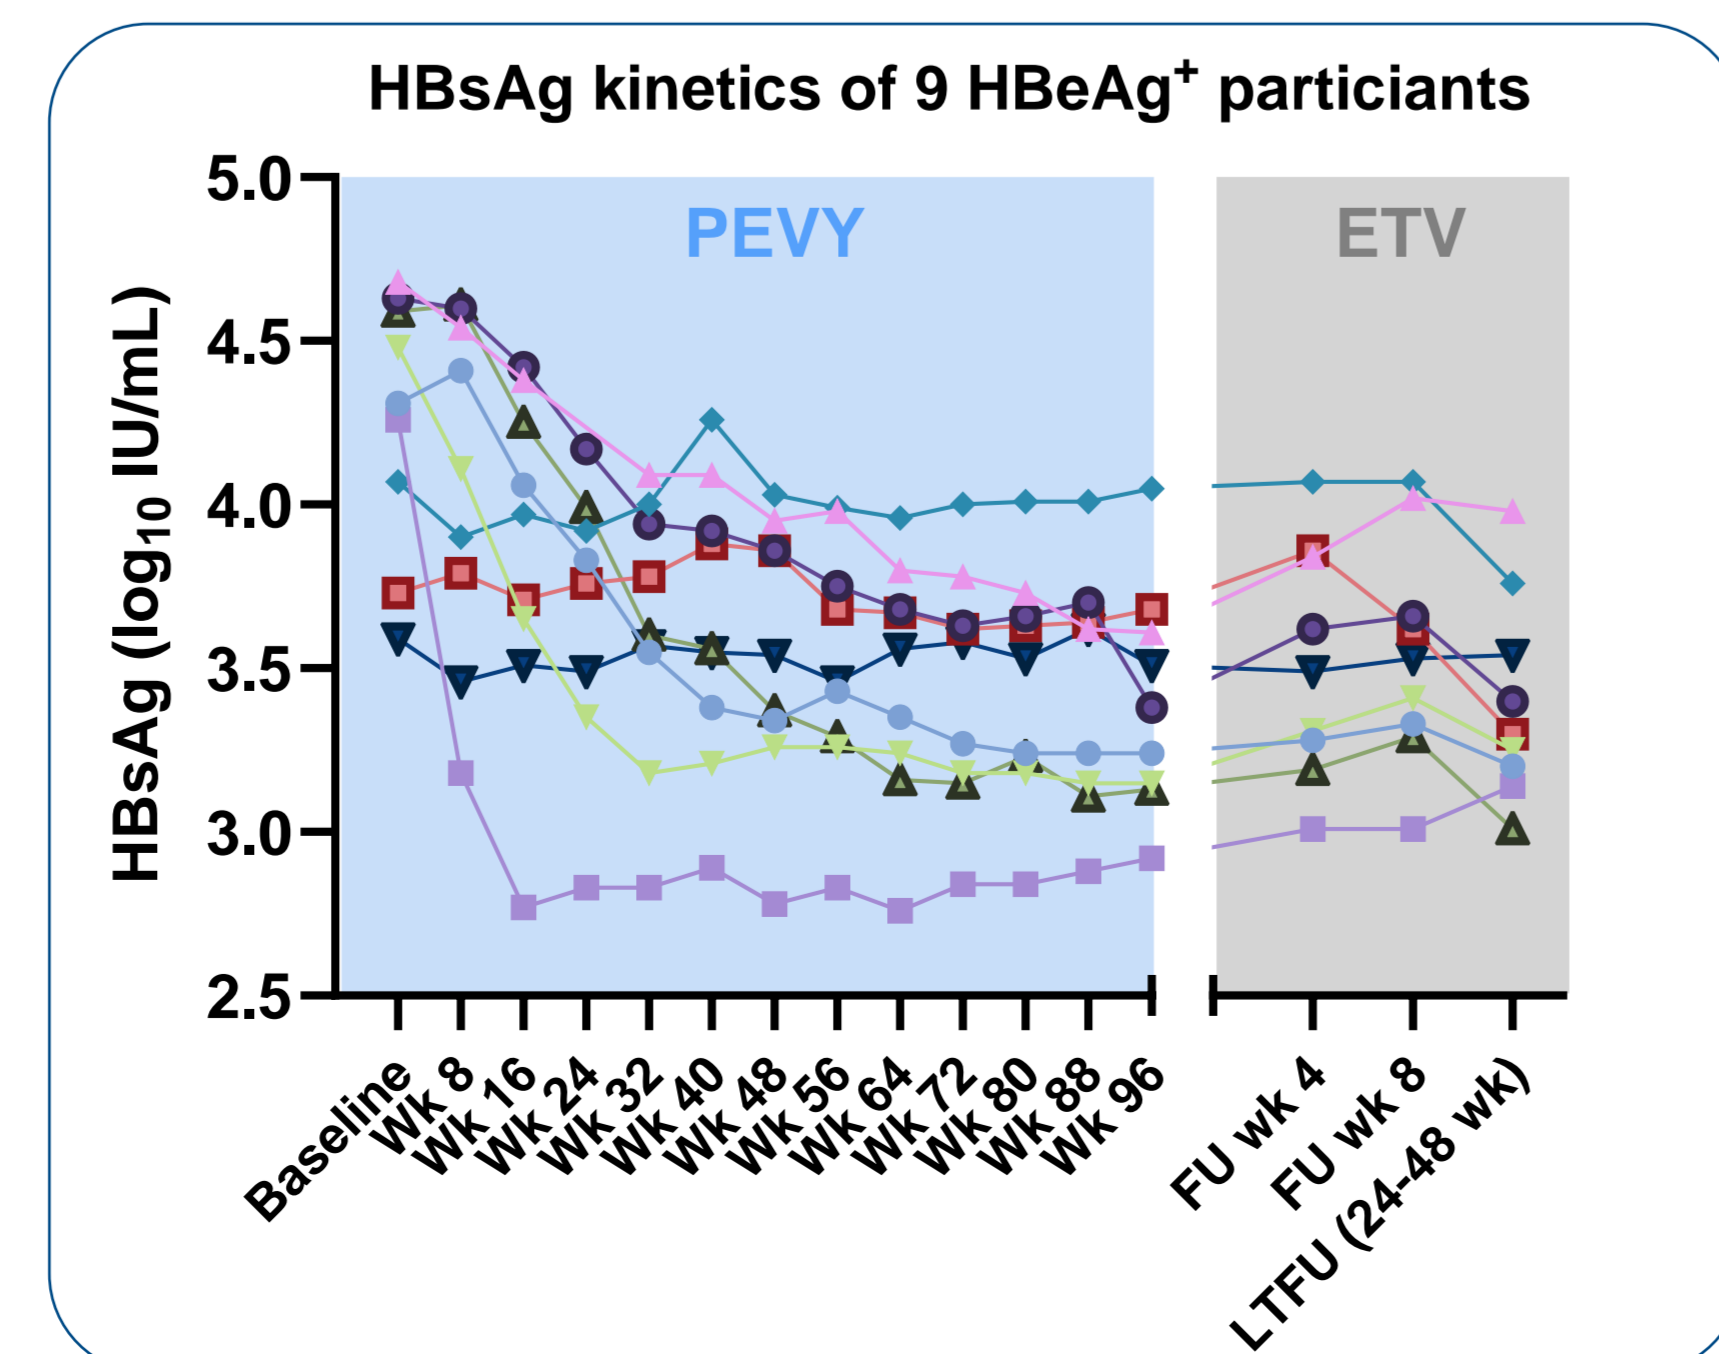 HBsAg kinetics of 9 HBeAg⁺ particiants
HBsAg (log₁₀ IU/mL)
5.0
4.5
4.0
3.5
3.0
2.5
PEVY
ETV
Baseline
Wk 8
Wk 16
Wk 24
Wk 32
Wk 40
Wk 48
Wk 56
Wk 64
Wk 72
Wk 80
Wk 88
Wk 96
FU wk 4
FU wk 8
LTFU (24-48 wk)